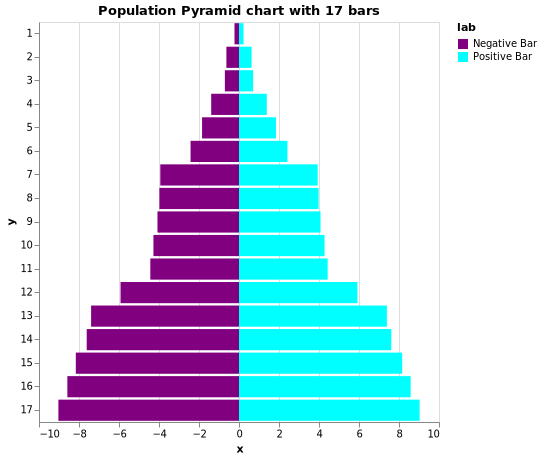 Population Pyramid chart with 17 bars
lab
Negative Bar
Positive Bar
y
1
2
3
4
5
6
7
8
9
10
11
12
13
14
15
16
17
−10 −8 −6 −4 −2 0 2 4 6 8 10
x